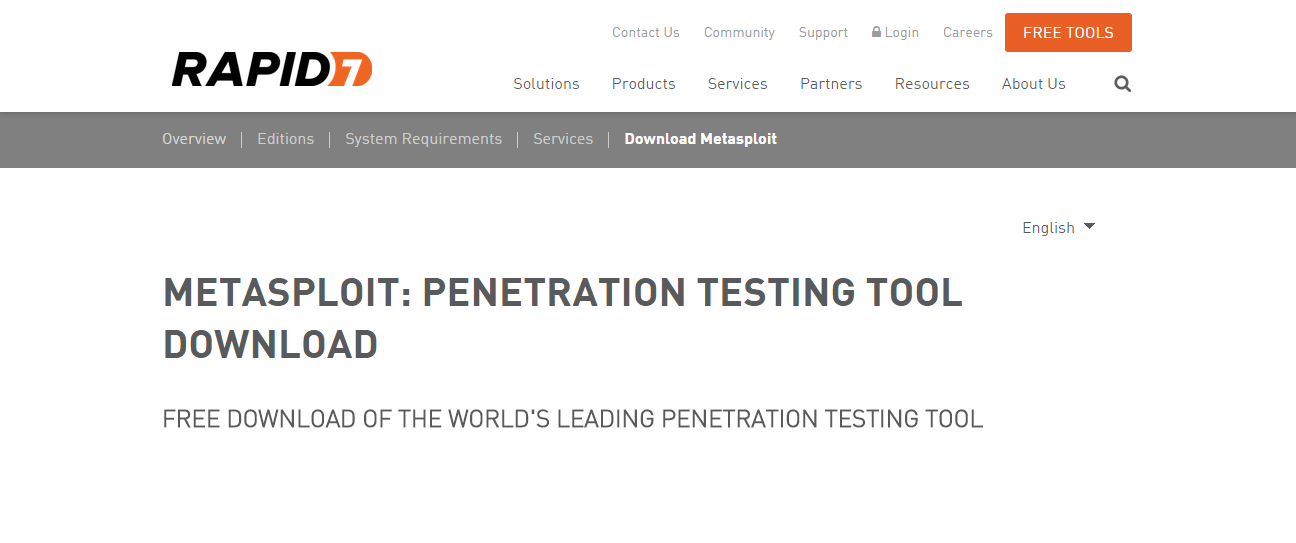 Contact Us Community Support Login Careers FREE TOOLS
RAPID7
Solutions Products Services Partners Resources About Us
Overview Editions System Requirements Services Download Metasploit
English
METASPLOIT: PENETRATION TESTING TOOL
DOWNLOAD
FREE DOWNLOAD OF THE WORLD'S LEADING PENETRATION TESTING TOOL